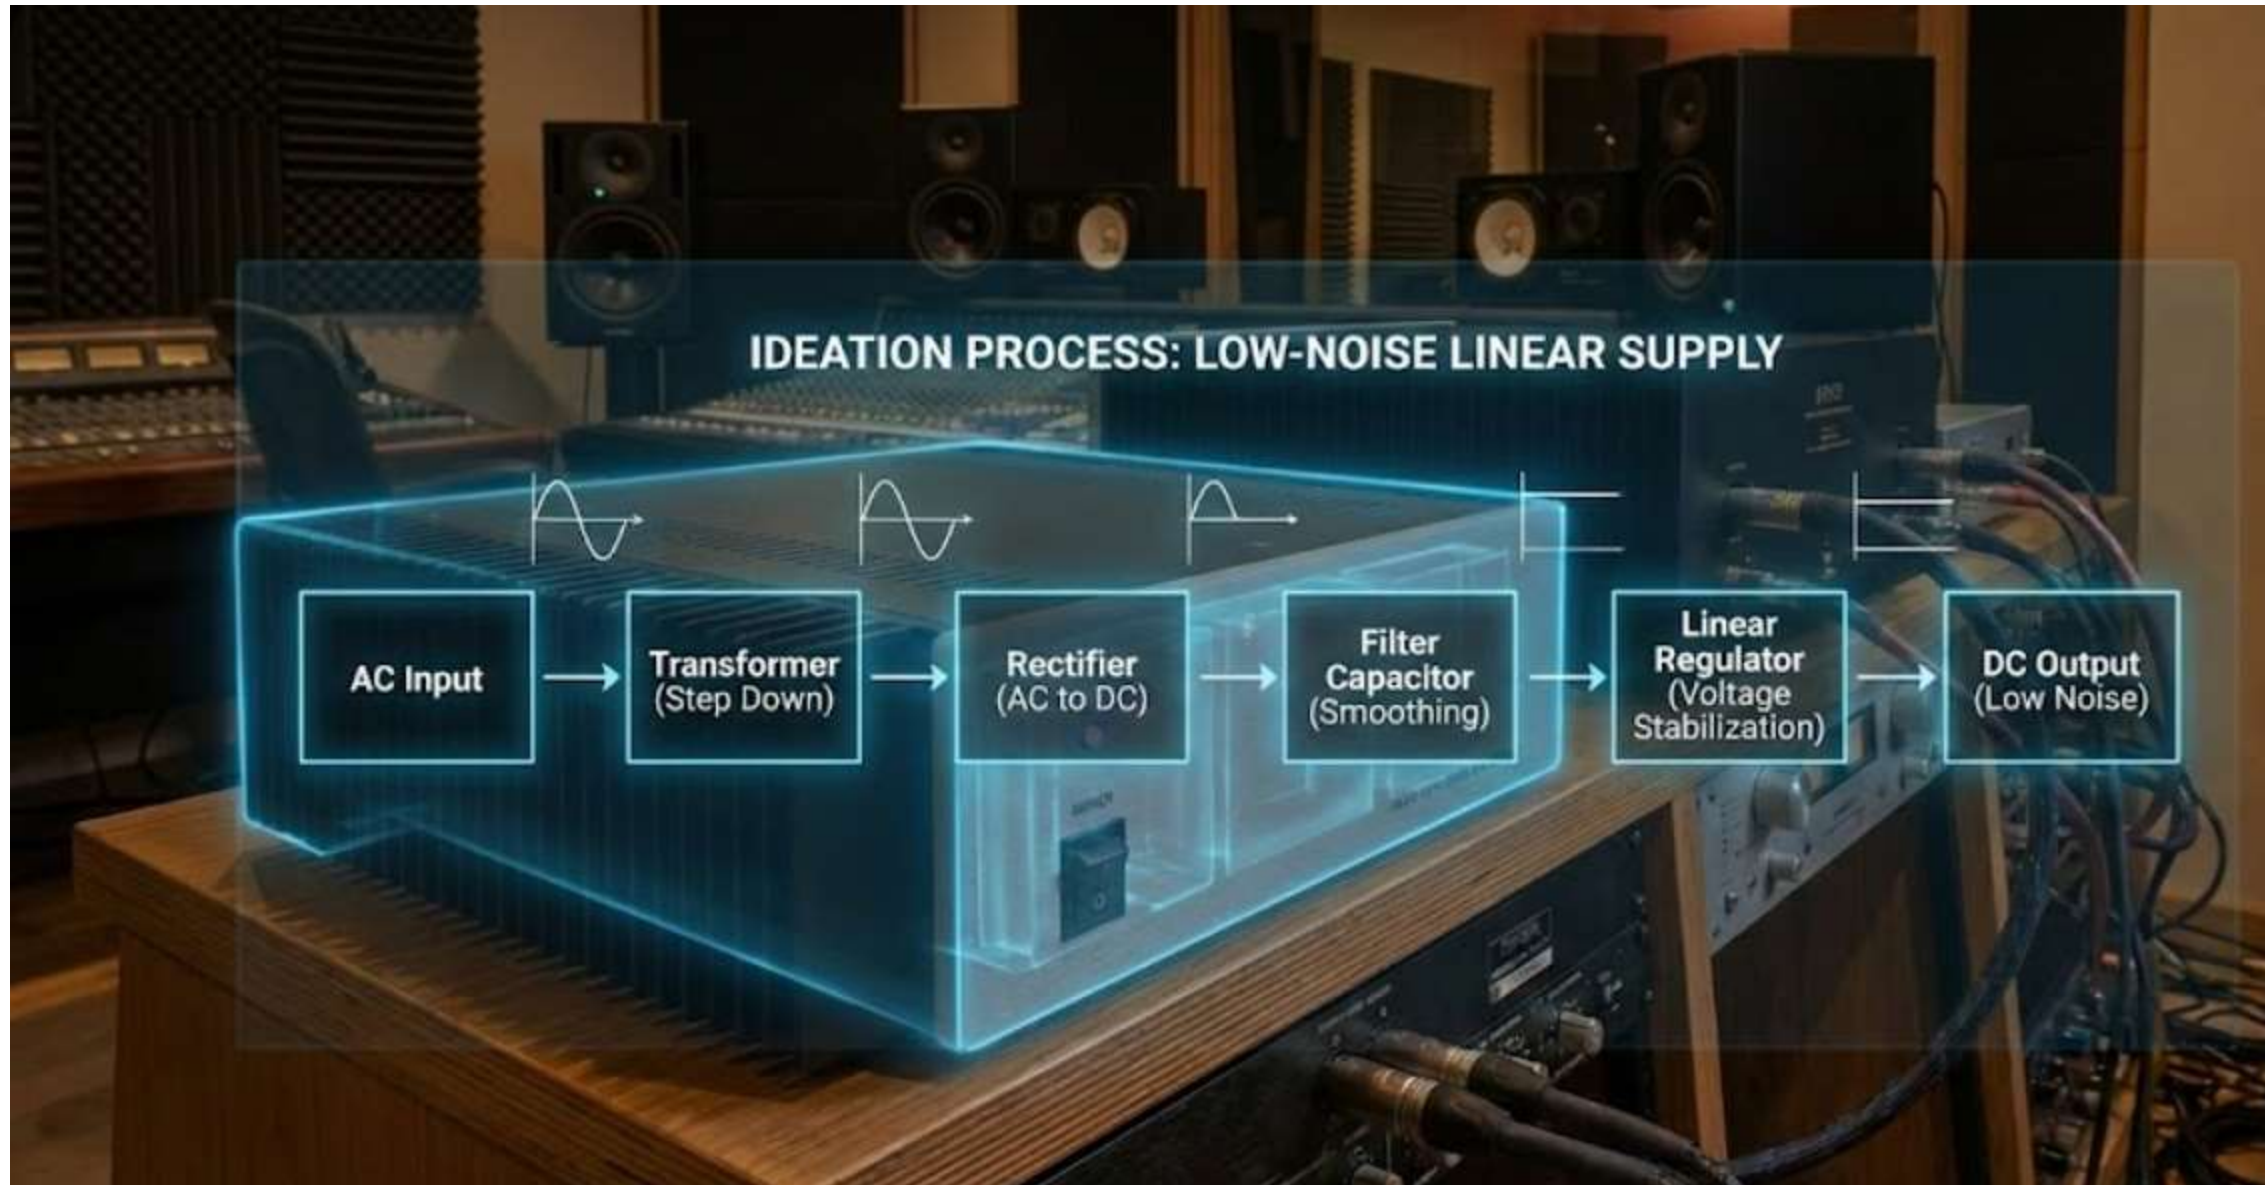 IDEATION PROCESS: LOW-NOISE LINEAR SUPPLY
AC Input
Transformer
(Step Down)
Rectifier
(AC to DC)
Filter
Capacitor
(Smoothing)
Linear
Regulator
(Voltage
Stabilization)
DC Output
(Low Noise)